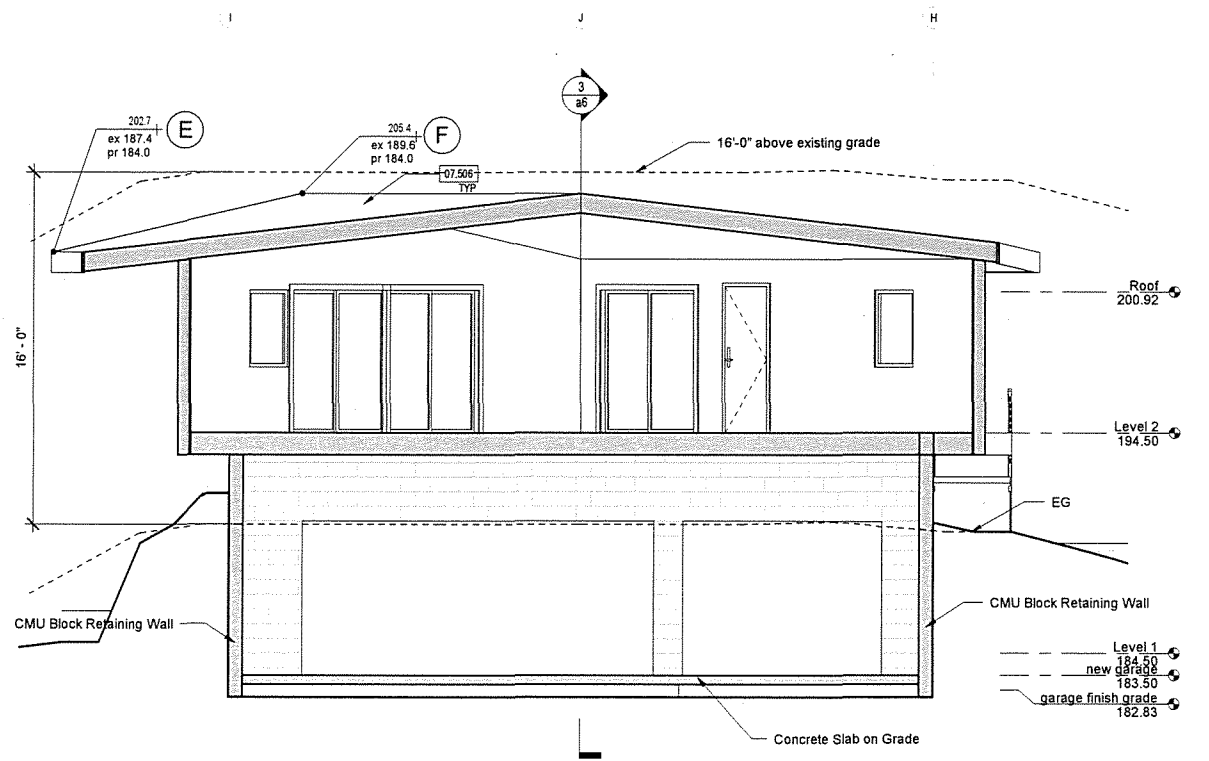 I
J
H
3
a6
202.7
ex 187.4
pr 184.0
E
205.4
ex 189.6
pr 184.0
F
16'-0" above existing grade
07.506
TYP
Roof
200.92
16' - 0"
Level 2
194.50
EG
CMU Block Retaining Wall
CMU Block Retaining Wall
Level 1
184.50
new garage
183.50
garage finish grade
182.83
Concrete Slab on Grade